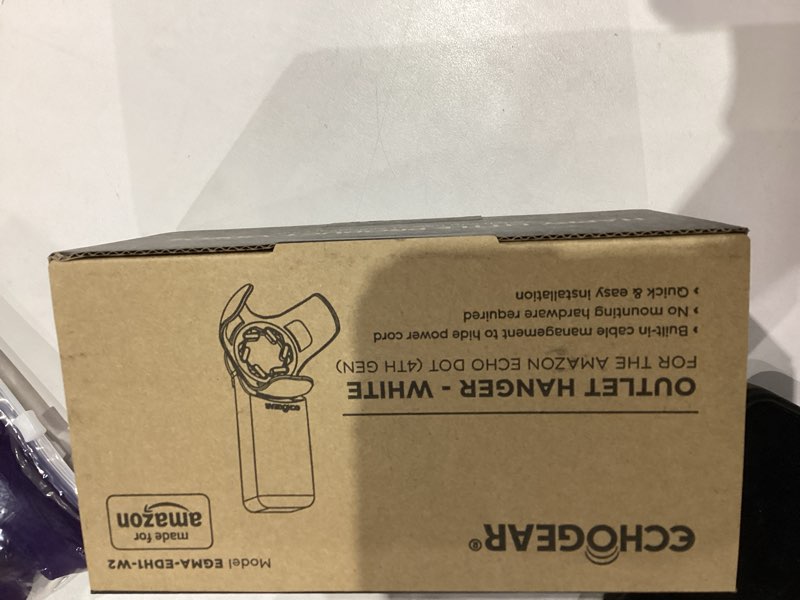 ECHOGEAR®
Model EGMA-EDH1-W2
made for
amazon
OUTLET HANGER - WHITE
FOR THE AMAZON ECHO DOT (4TH GEN)
› Built-in cable management to hide power cord
› No mounting hardware required
› Quick & easy installation
ECHOGEAR